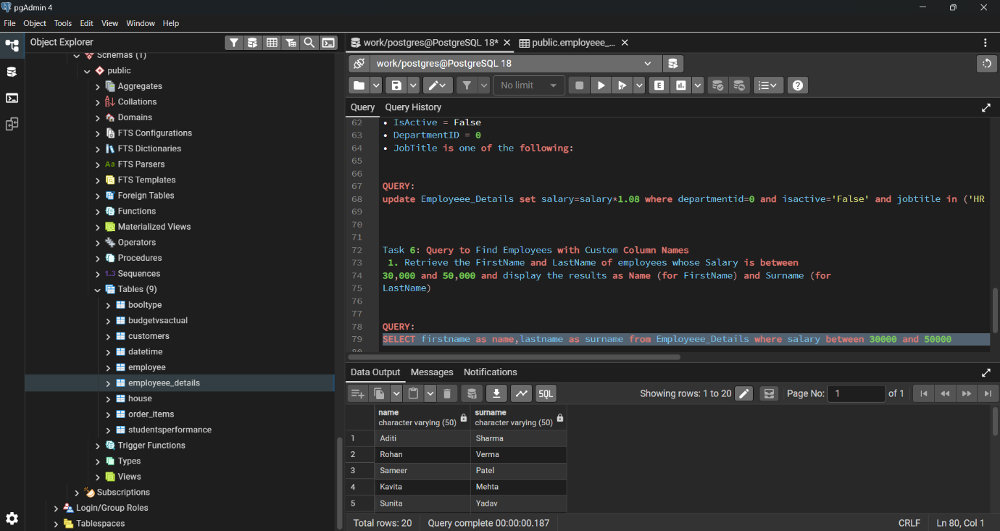 pgAdmin 4
File Object Tools Edit View Window Help
Object Explorer
Schemas (1)
public
Aggregates
Collations
Domains
FTS Configurations
FTS Dictionaries
FTS Parsers
FTS Templates
Foreign Tables
Functions
Materialized Views
Operators
Procedures
1..3 Sequences
Tables (9)
booltype
budgetvsactual
customers
datetime
employee
employeee_details
house
order_items
studentsperformance
Trigger Functions
Types
Views
Subscriptions
Login/Group Roles
Tablespaces
work/postgres@PostgreSQL 18* public.employeee_...
work/postgres@PostgreSQL 18
No limit
Query Query History
62 • IsActive = False
63 • DepartmentID = 0
64 • JobTitle is one of the following:
65
66
67 QUERY:
68 update Employeee_Details set salary=salary*1.08 where departmentid=0 and isactive='False' and jobtitle in ('HR
69
70
71
72 Task 6: Query to Find Employees with Custom Column Names
73 1. Retrieve the FirstName and LastName of employees whose Salary is between
74 30,000 and 50,000 and display the results as Name (for FirstName) and Surname (for
75 LastName)
76
77
78 QUERY:
79 SELECT firstname as name,lastname as surname from Employeee_Details where salary between 30000 and 50000
80
Data Output Messages Notifications
SQL Showing rows: 1 to 20 Page No: 1 of 1
name surname
character varying (50) character varying (50)
1 Aditi Sharma
2 Rohan Verma
3 Sameer Patel
4 Kavita Mehta
5 Sunita Yadav
Total rows: 20 Query complete 00:00:00.187 CRLF Ln 80, Col 1